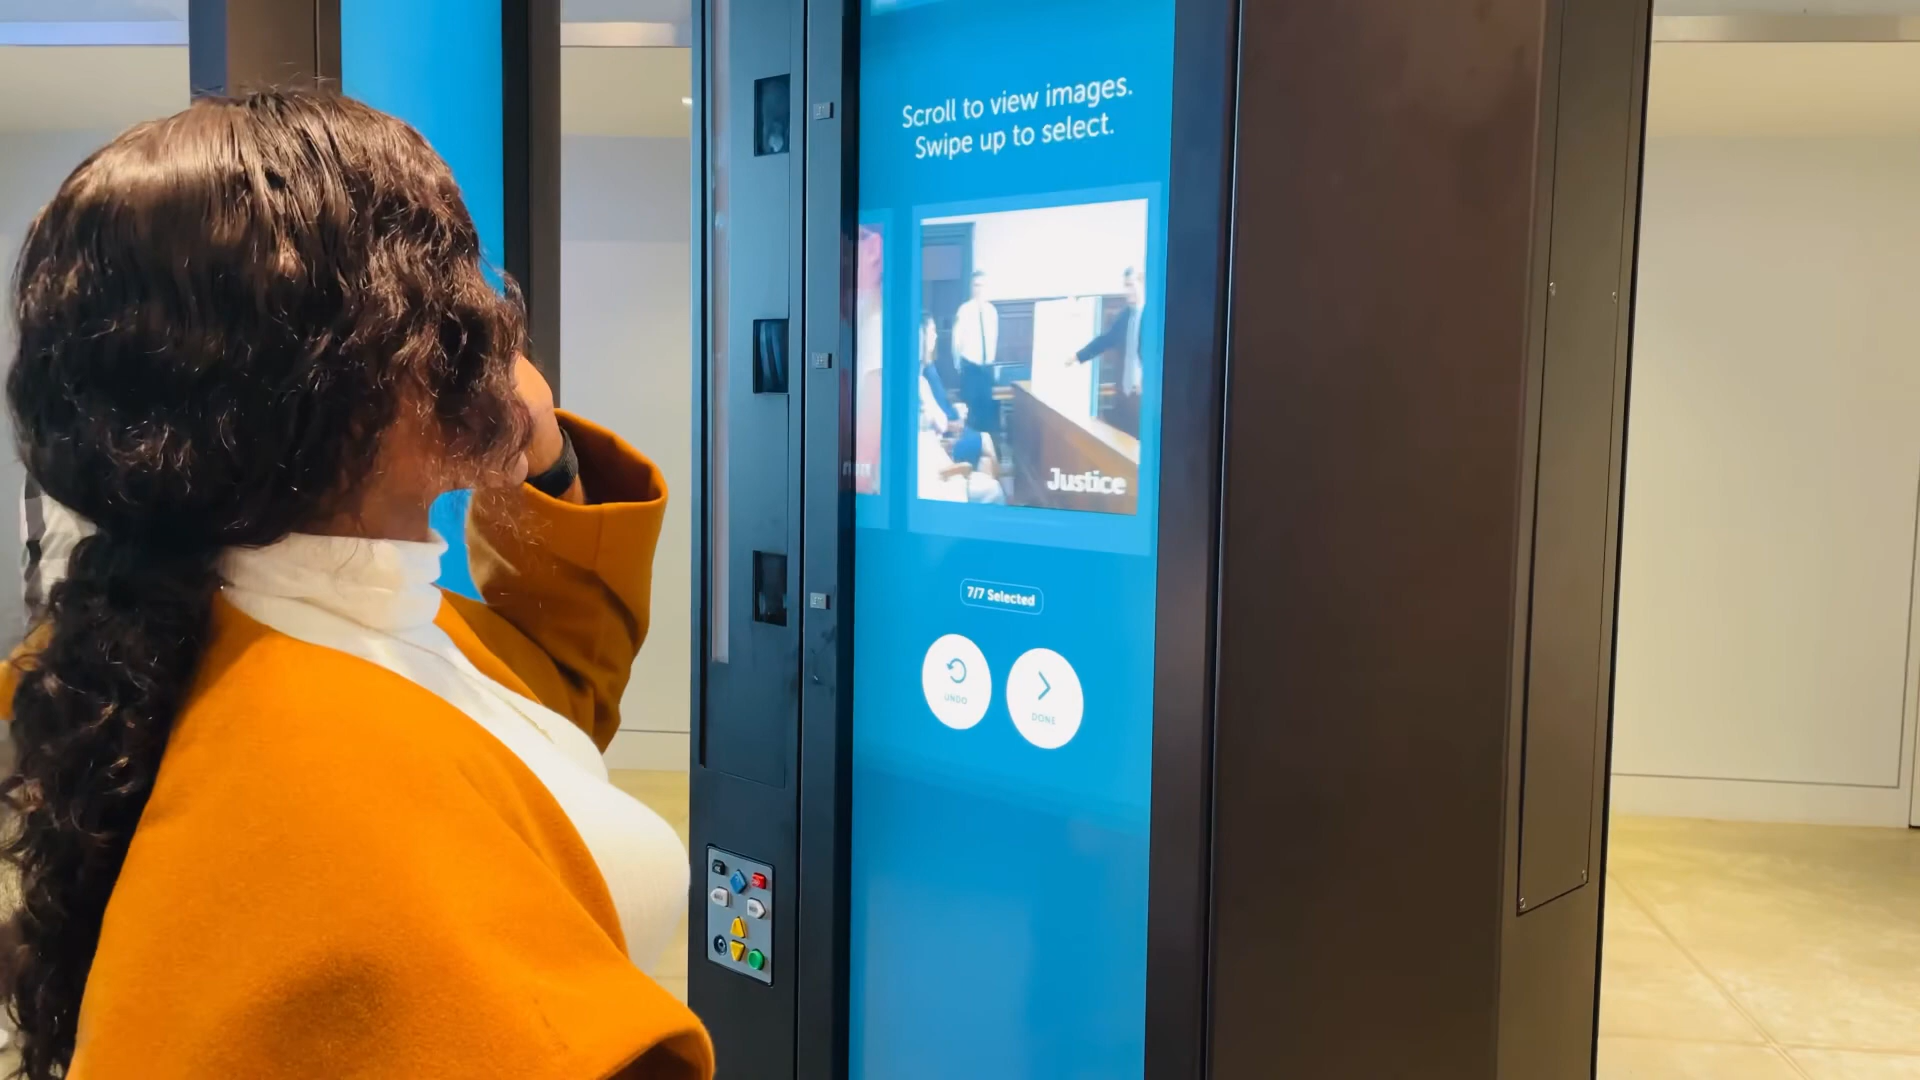 Scroll to view images.
Swipe up to select.
Justice
7/7 Selected
UNDO
DONE